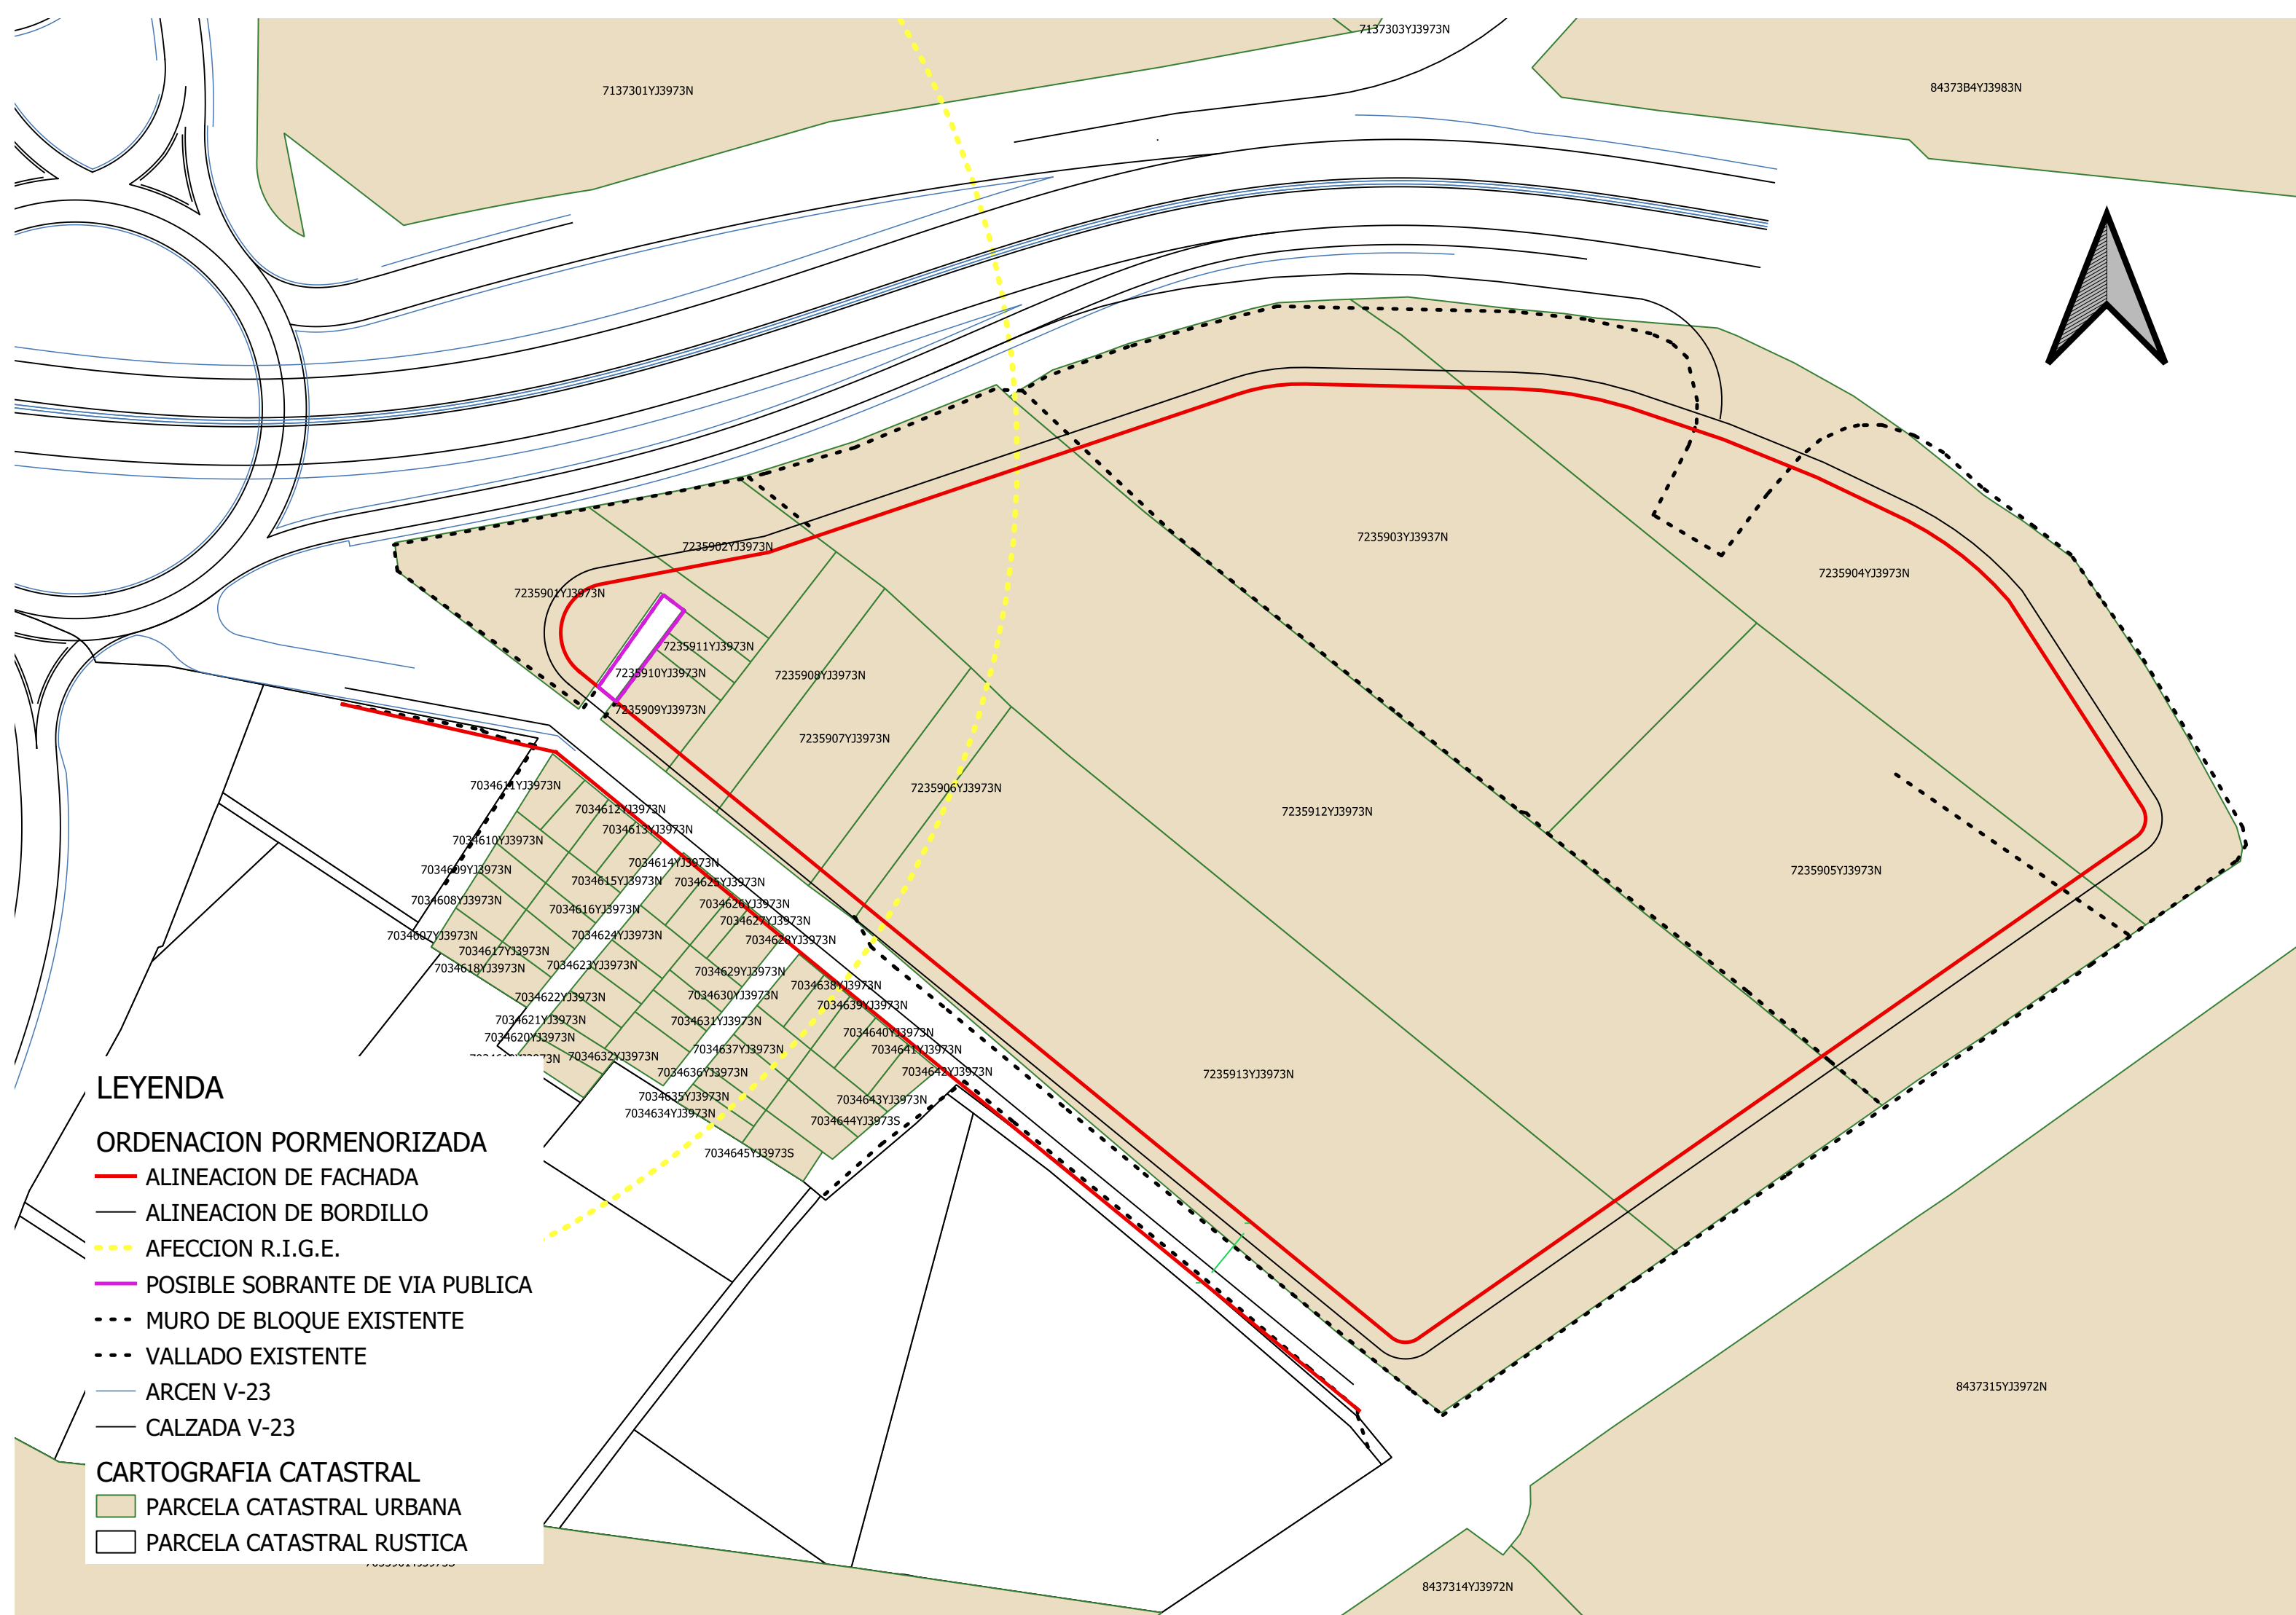 7137303YJ3973N
7137301YJ3973N
84373B4YJ3983N
7235903YJ3937N
7235902YJ3973N
7235904YJ3973N
7235901YJ3973N
7235911YJ3973N
7235910YJ3973N
7235908YJ3973N
7235909YJ3973N
7235907YJ3973N
7235906YJ3973N
7235912YJ3973N
7235905YJ3973N
7235913YJ3973N
7034611YJ3973N
7034612YJ3973N
7034613YJ3973N
7034610YJ3973N
7034614YJ3973N
7034609YJ3973N
7034615YJ3973N
7034625YJ3973N
7034608YJ3973N
7034626YJ3973N
7034616YJ3973N
7034627YJ3973N
7034607YJ3973N
7034624YJ3973N
7034628YJ3973N
7034617YJ3973N
7034618YJ3973N
7034623YJ3973N
7034629YJ3973N
7034638YJ3973N
7034622YJ3973N
7034630YJ3973N
7034639YJ3973N
7034621YJ3973N
7034631YJ3973N
7034640YJ3973N
7034620YJ3973N
7034637YJ3973N
7034641YJ3973N
7034632YJ3973N
7034636YJ3973N
7034642YJ3973N
7034635YJ3973N
7034643YJ3973N
7034634YJ3973N
7034644YJ3973S
7034645YJ3973S
8437315YJ3972N
8437314YJ3972N
LEYENDA
ORDENACION PORMENORIZADA
ALINEACION DE FACHADA
ALINEACION DE BORDILLO
AFECCION R.I.G.E.
POSIBLE SOBRANTE DE VIA PUBLICA
MURO DE BLOQUE EXISTENTE
VALLADO EXISTENTE
ARCEN V-23
CALZADA V-23
CARTOGRAFIA CATASTRAL
PARCELA CATASTRAL URBANA
PARCELA CATASTRAL RUSTICA